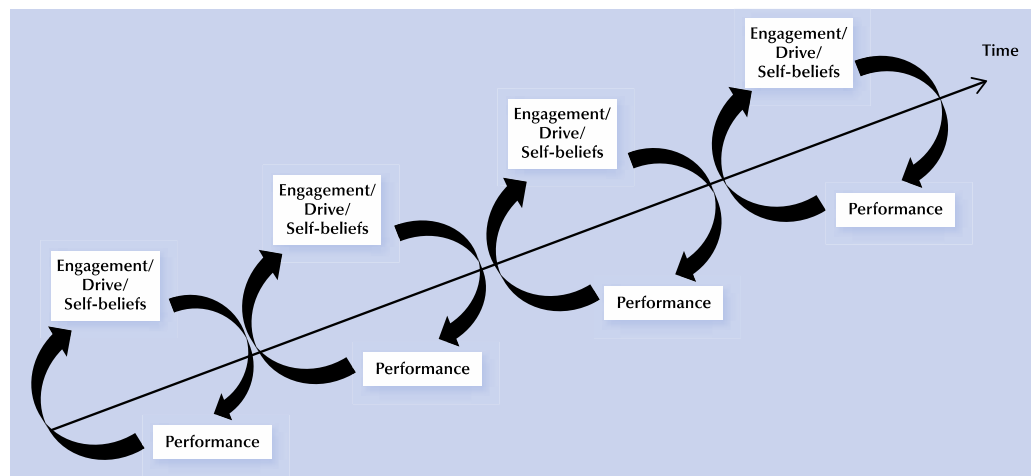 Engagement/
Drive/
Self-beliefs
Time
Engagement/
Drive/
Self-beliefs
Engagement/
Drive/
Self-beliefs
Performance
Engagement/
Drive/
Self-beliefs
Performance
Performance
Performance